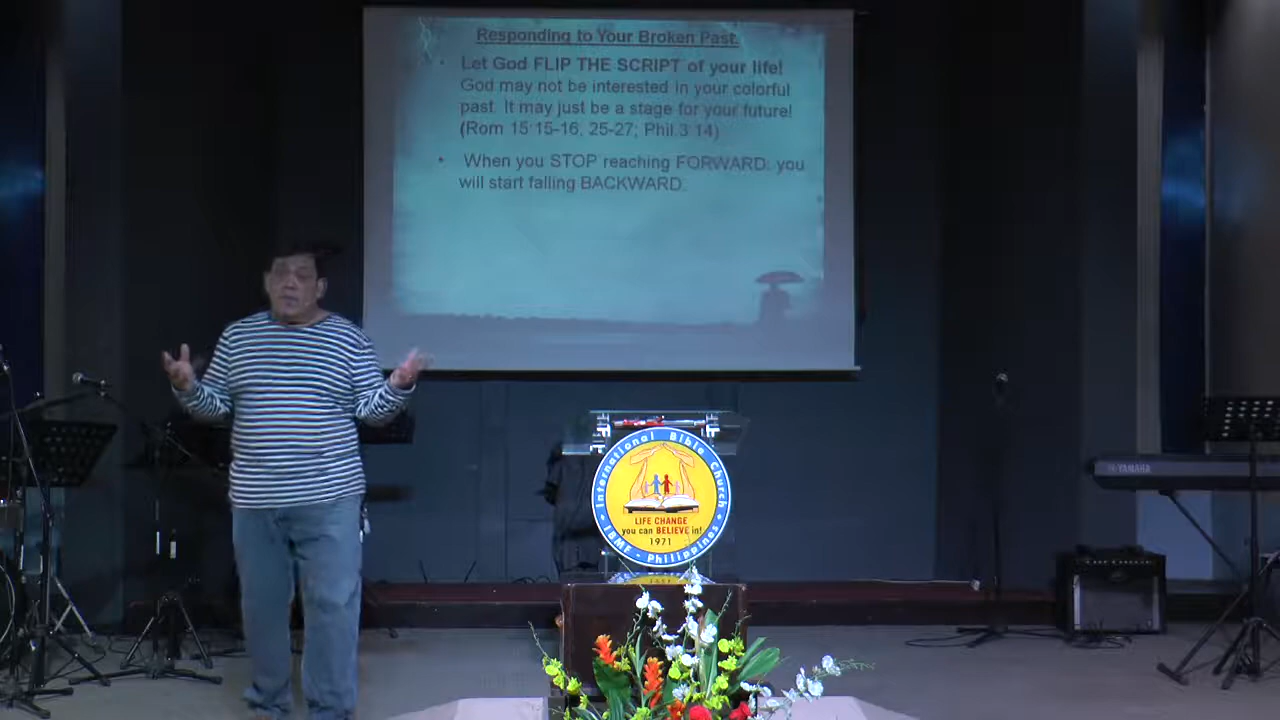 Responding to Your Broken Past.
• Let God FLIP THE SCRIPT of your life!
God may not be interested in your colorful
past. It may just be a stage for your future!
(Rom 15:15-16, 25-27; Phil.3:14)
• When you STOP reaching FORWARD, you
will start falling BACKWARD.
International Bible Church
LIFE CHANGE
you can BELIEVE in!
1971
IBMF - Philippines
YAMAHA